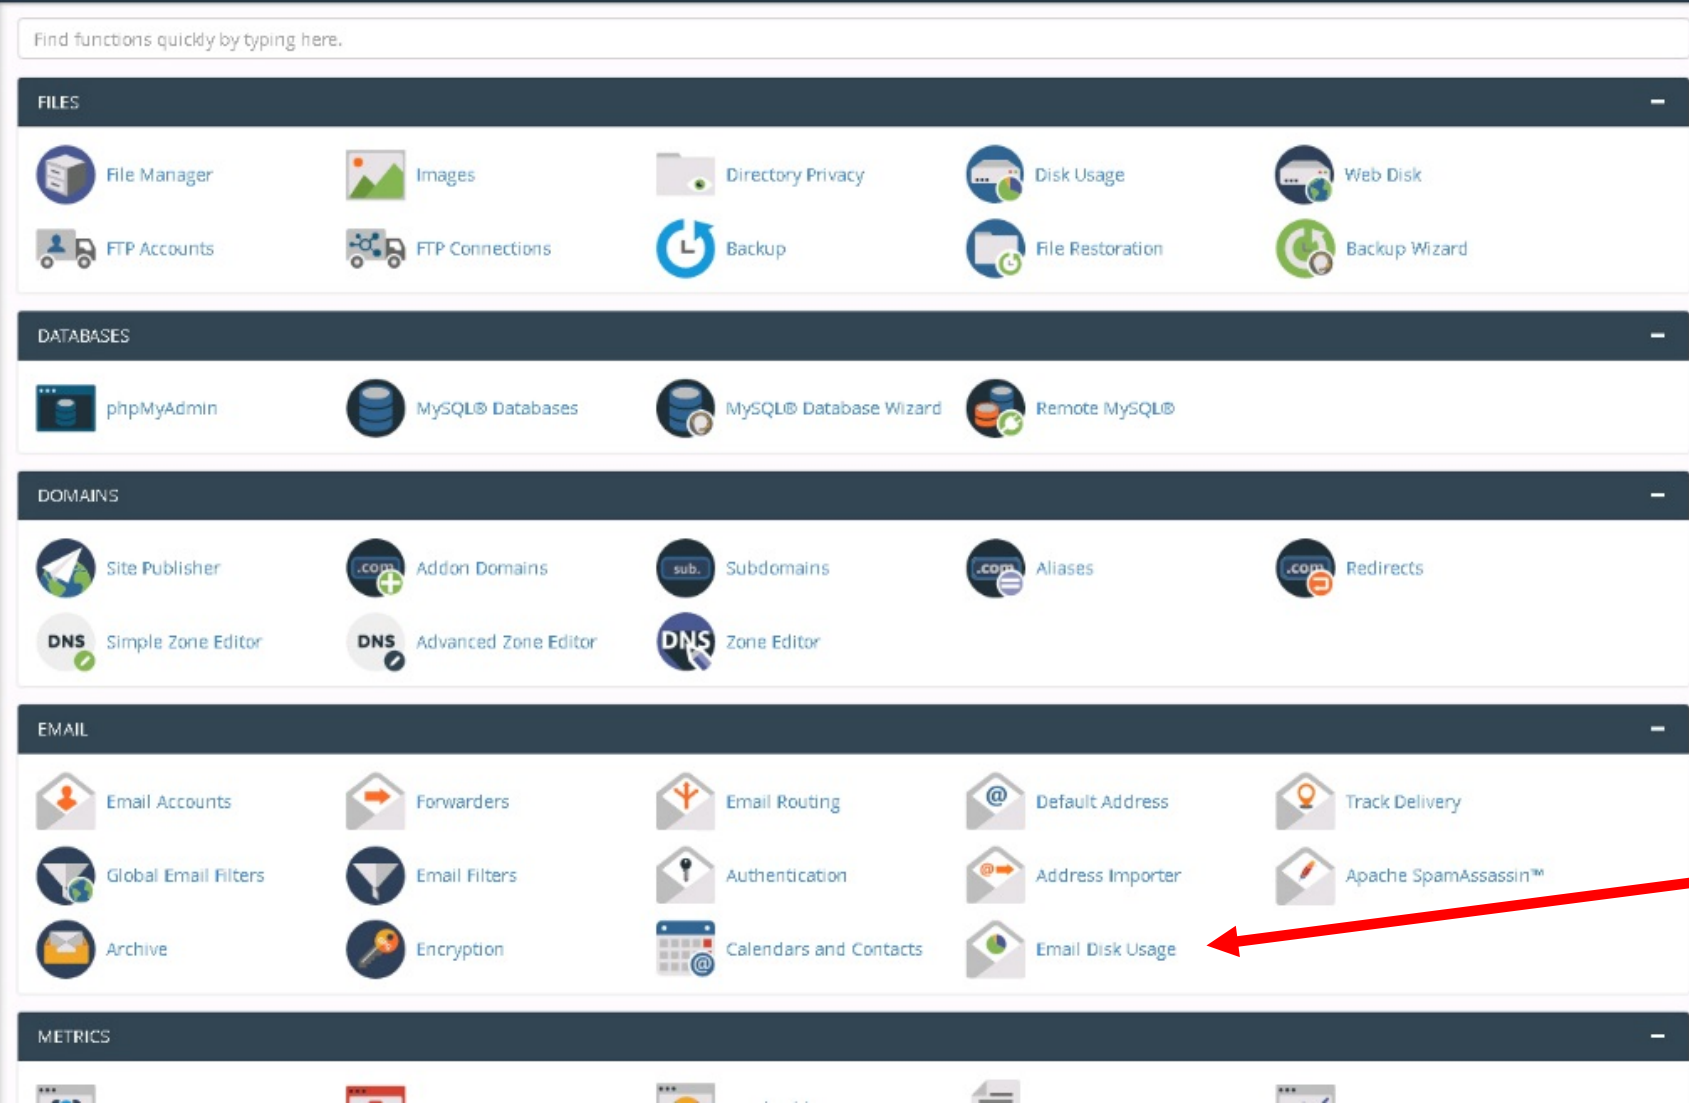 Find functions quickly by typing here.
FILES
File Manager
Images
Directory Privacy
Disk Usage
Web Disk
FTP Accounts
FTP Connections
Backup
File Restoration
Backup Wizard
DATABASES
phpMyAdmin
MySQL® Databases
MySQL® Database Wizard
Remote MySQL®
DOMAINS
Site Publisher
.com
Addon Domains
sub.
Subdomains
.com
Aliases
.com
Redirects
DNS
Simple Zone Editor
DNS
Advanced Zone Editor
DNS
Zone Editor
EMAIL
Email Accounts
Forwarders
Email Routing
@
Default Address
Track Delivery
Global Email Filters
Email Filters
Authentication
@
Address Importer
Apache SpamAssassin™
Archive
Encryption
@
Calendars and Contacts
Email Disk Usage
METRICS